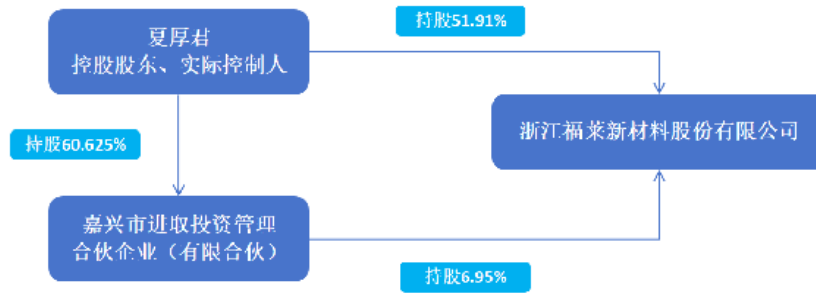 持股51.91%
夏厚君
控股股东、实际控制人
浙江福莱新材料股份有限公司
持股60.625%
嘉兴市进取投资管理
合伙企业（有限合伙）
持股6.95%